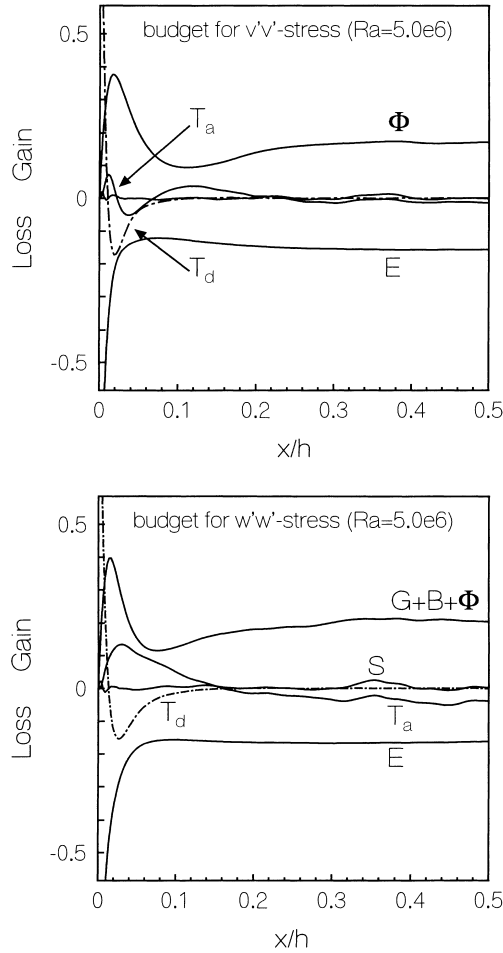 budget for v'v'-stress (Ra=5.0e6)
0.5
Tₐ
Φ
0
T_d
E
-0.5
Loss Gain
0 0.1 0.2 0.3 0.4 0.5
x/h
budget for w'w'-stress (Ra=5.0e6)
0.5
G+B+Φ
S
0
T_d
Tₐ
E
-0.5
Loss Gain
0 0.1 0.2 0.3 0.4 0.5
x/h